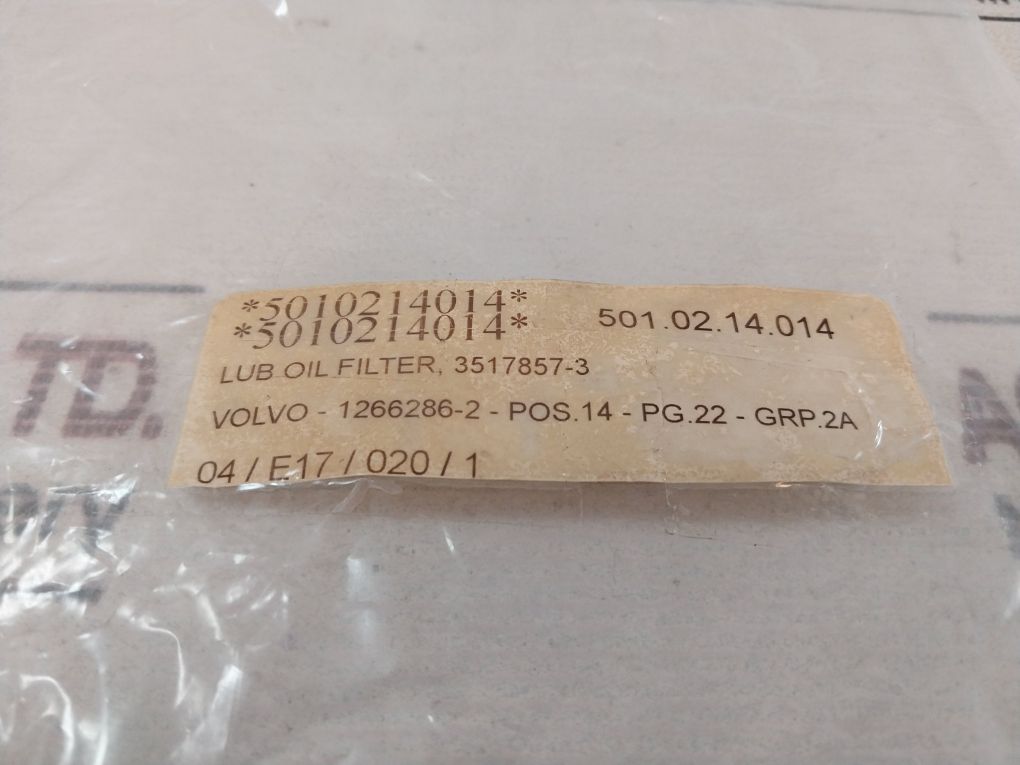 *5010214014*
*5010214014*
501.02.14.014
LUB OIL FILTER, 3517857-3
VOLVO - 1266286-2 - POS.14 - PG.22 - GRP.2A
04 / E17 / 020 / 1
TD.